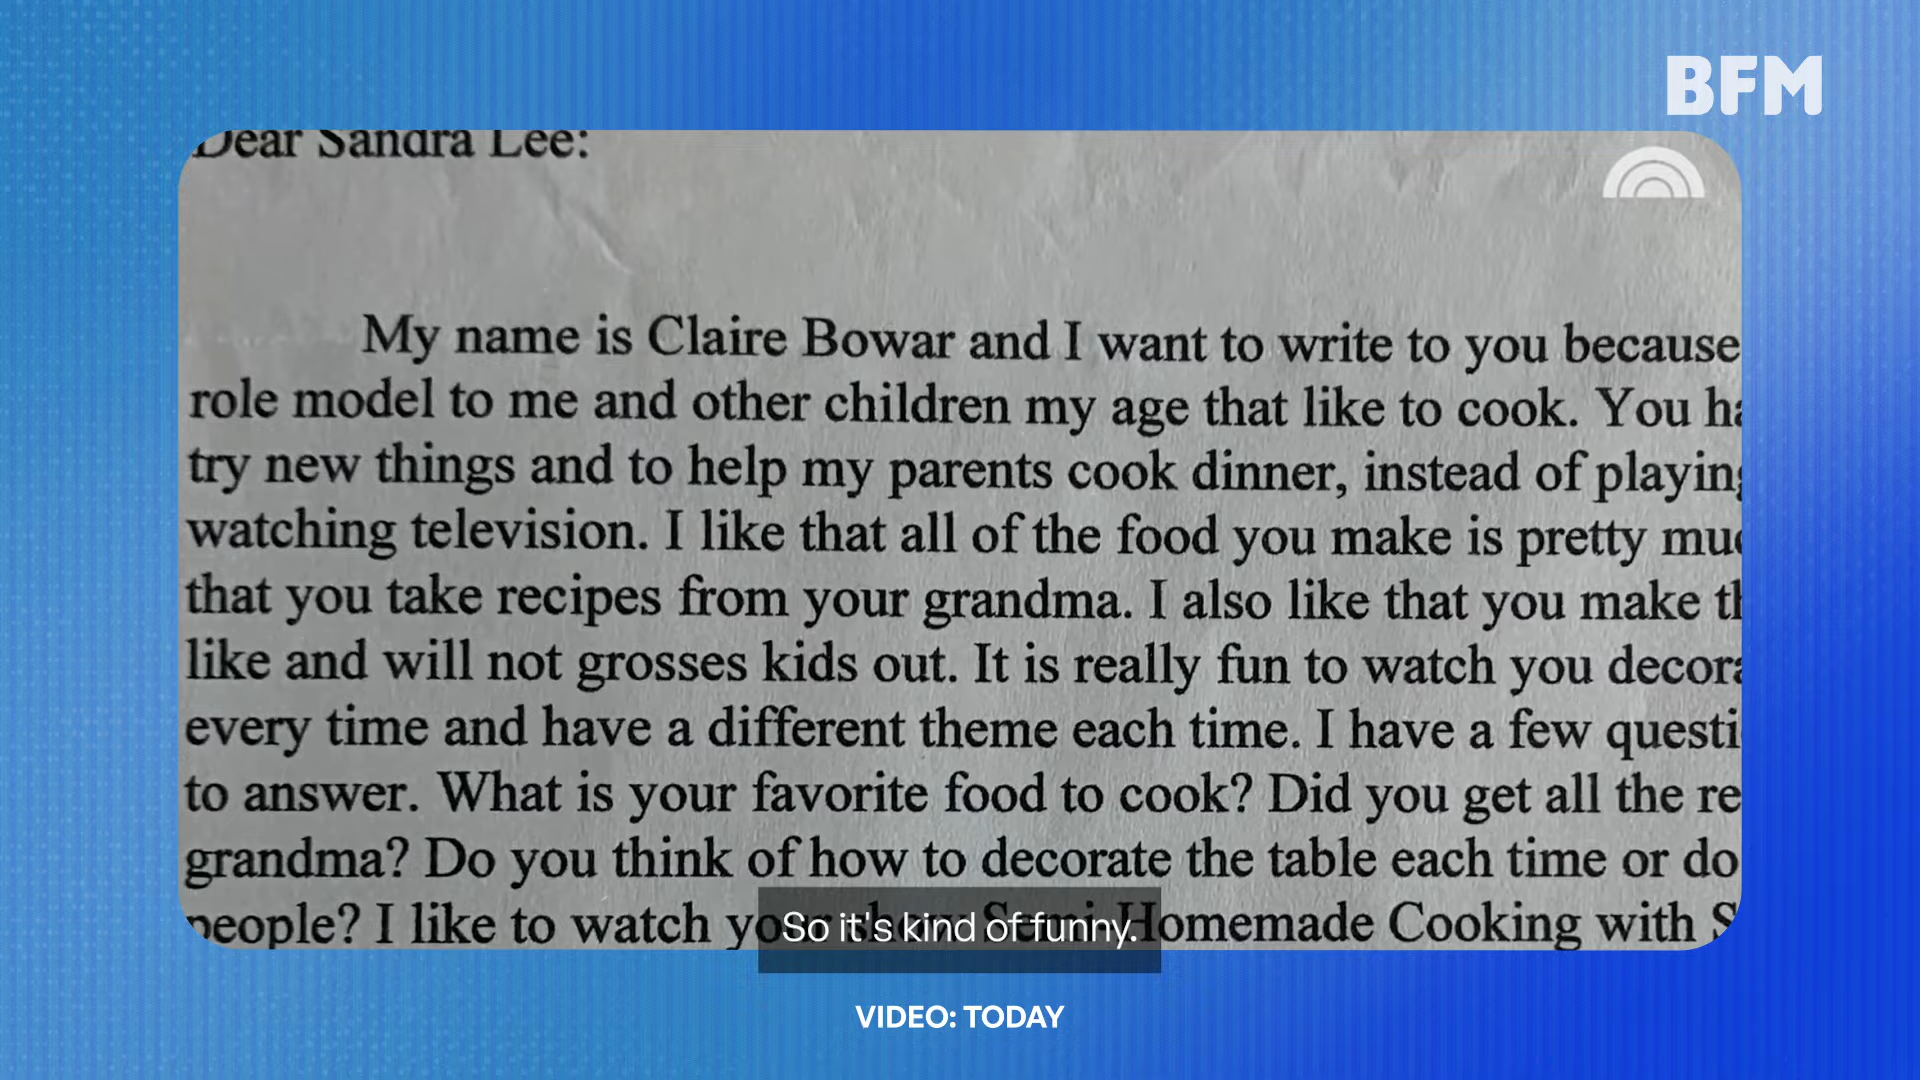 BFM
Dear Sandra Lee:
My name is Claire Bowar and I want to write to you because
role model to me and other children my age that like to cook. You
try new things and to help my parents cook dinner, instead of
watching television. I like that all of the food you make is pretty
that you take recipes from your grandma. I also like that you make
like and will not grosses kids out. It is really fun to watch you
every time and have a different theme each time. I have a few
to answer. What is your favorite food to cook? Did you get all the
grandma? Do you think of how to decorate the table each time or do
people? I like to watch your show Semi-Homemade Cooking with
So it's kind of funny.
VIDEO: TODAY